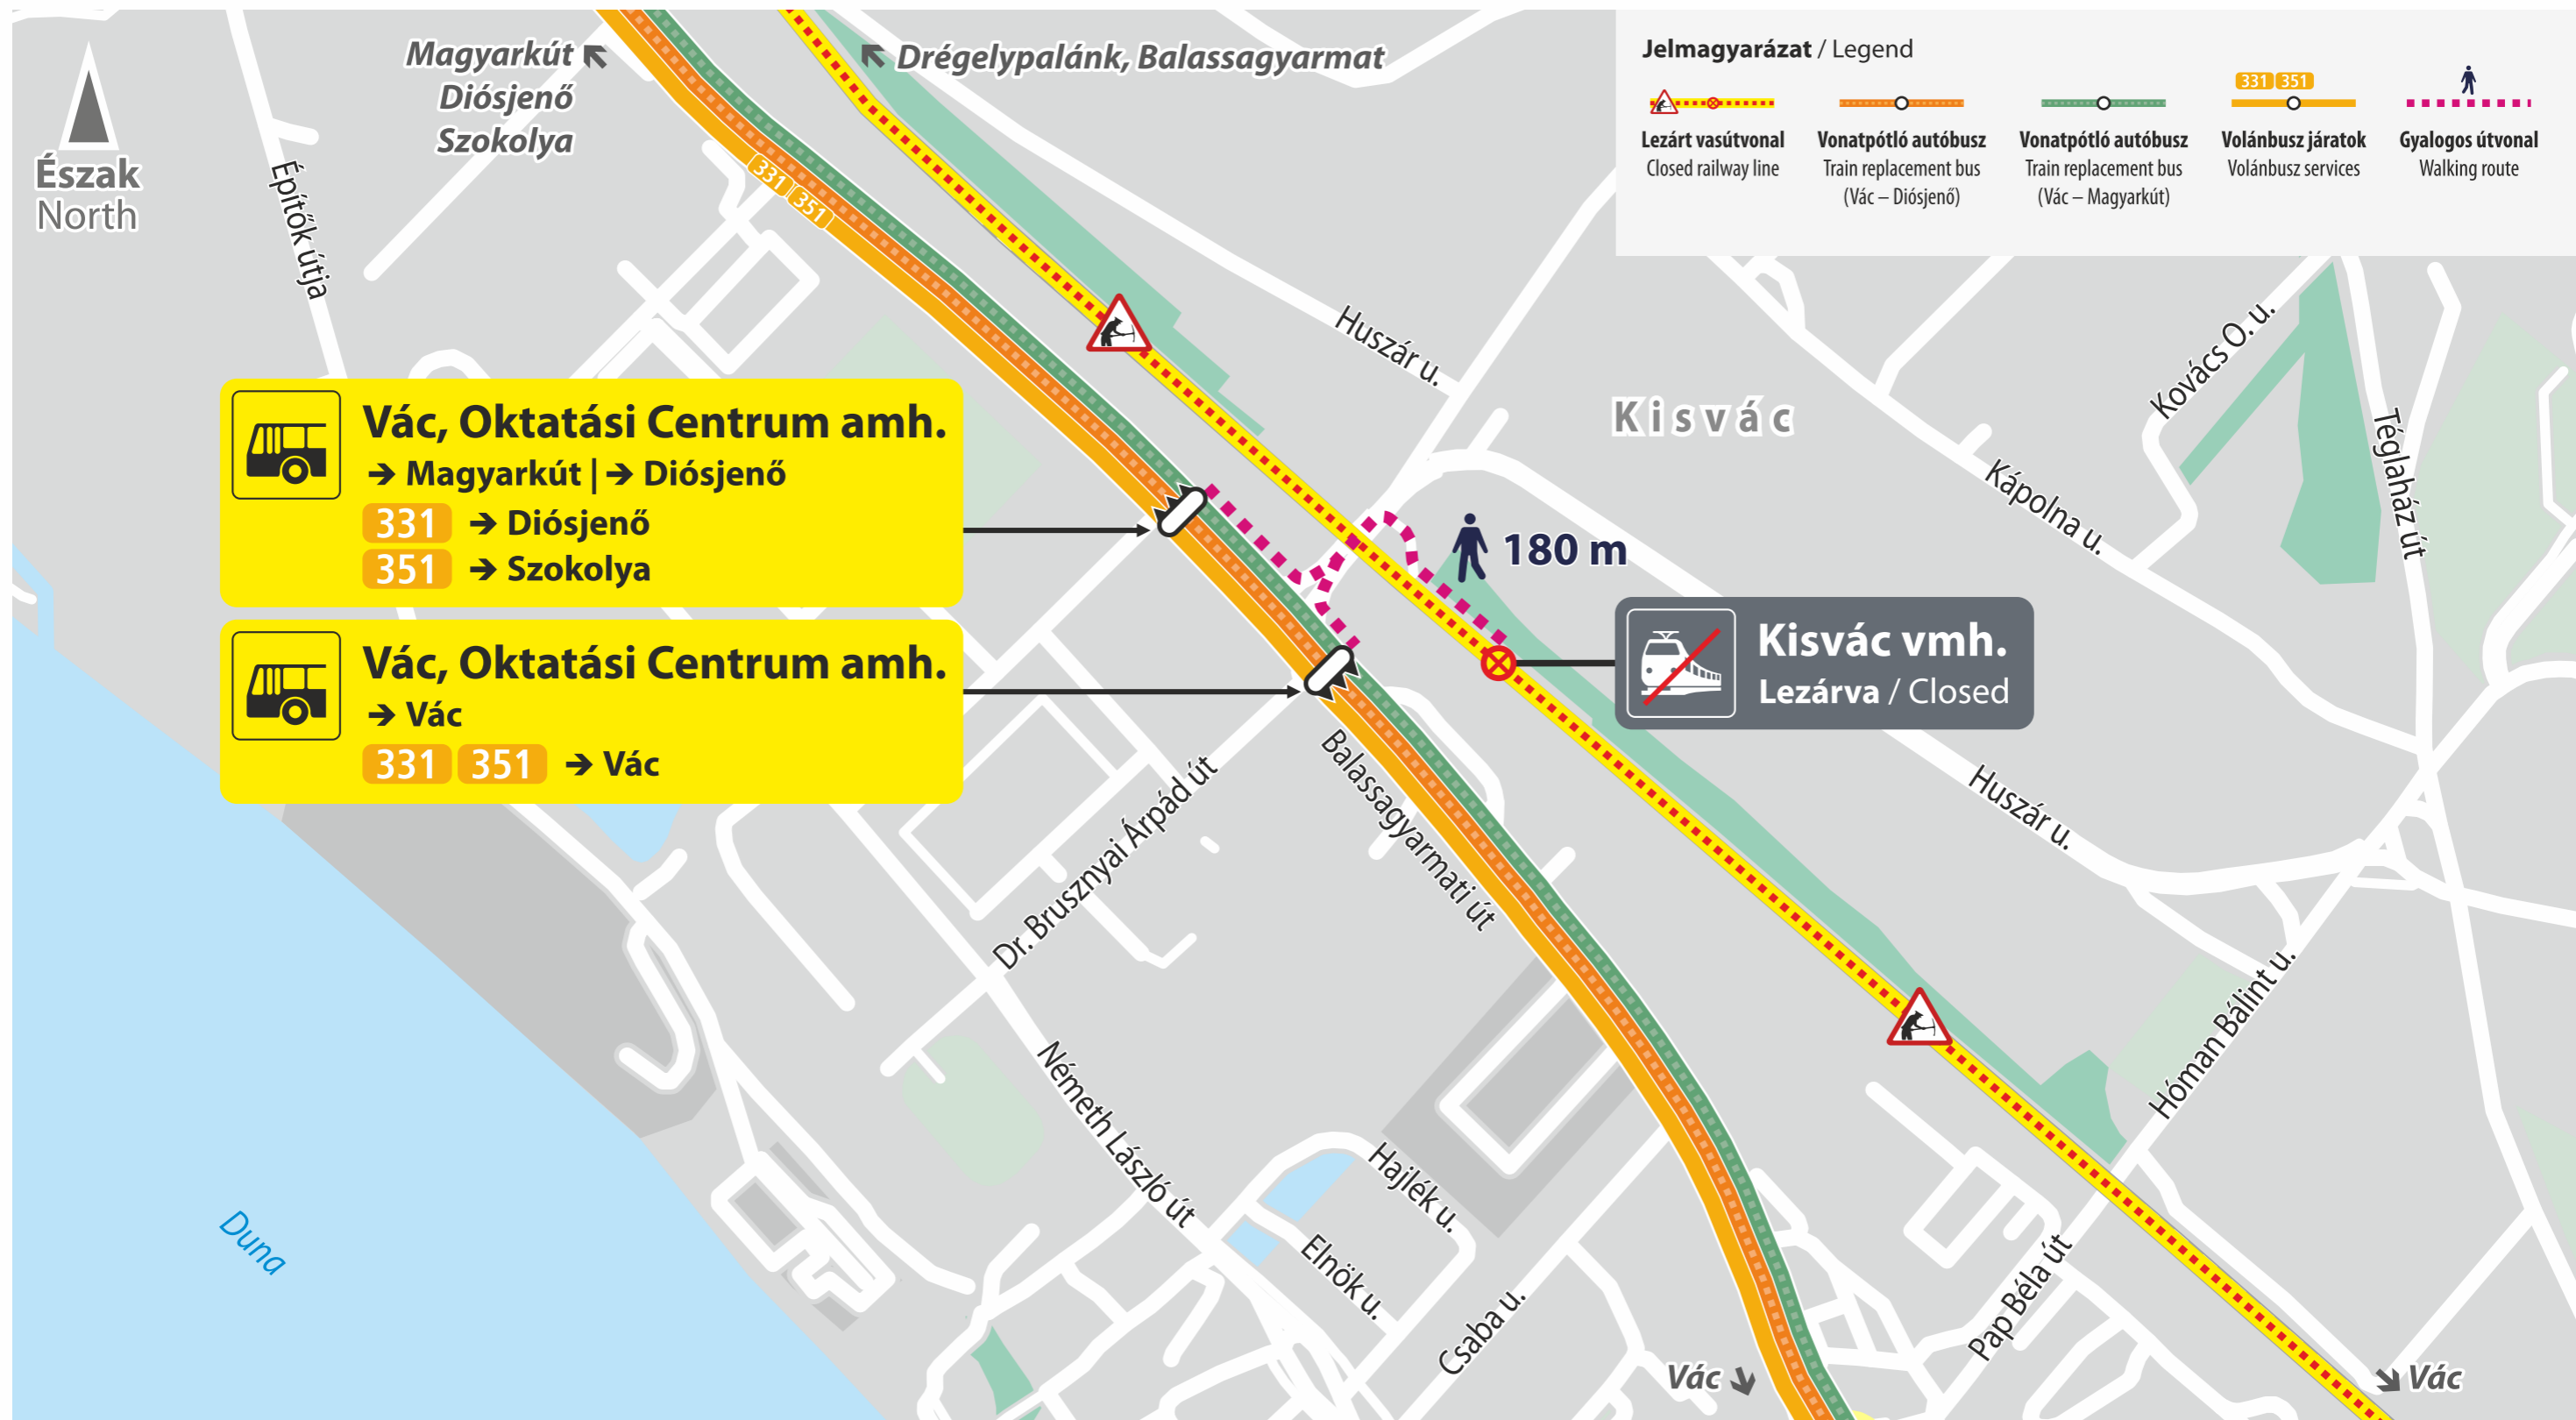 Magyarkút
Diósjenő
Szokolya
Drégelypalánk, Balassagyarmat
Észak
North
Jelmagyarázat / Legend
331 351
Lezárt vasútvonal
Closed railway line
Vonatpótló autóbusz
Train replacement bus
(Vác – Diósjenő)
Vonatpótló autóbusz
Train replacement bus
(Vác – Magyarkút)
Volánbusz járatok
Volánbusz services
Gyalogos útvonal
Walking route
Építők útja
331 351
Huszár u.
Kisvác
Kovács O. u.
Téglaház út
Kápolna u.
Vác, Oktatási Centrum amh.
➔ Magyarkút | ➔ Diósjenő
331 ➔ Diósjenő
351 ➔ Szokolya
180 m
Vác, Oktatási Centrum amh.
➔ Vác
331 351 ➔ Vác
Kisvác vmh.
Lezárva / Closed
Balassagyarmati út
Dr. Brusznyai Árpád út
Huszár u.
Hóman Bálint u.
Németh László út
Hajlék u.
Elnök u.
Csaba u.
Pap Béla út
Duna
Vác
Vác